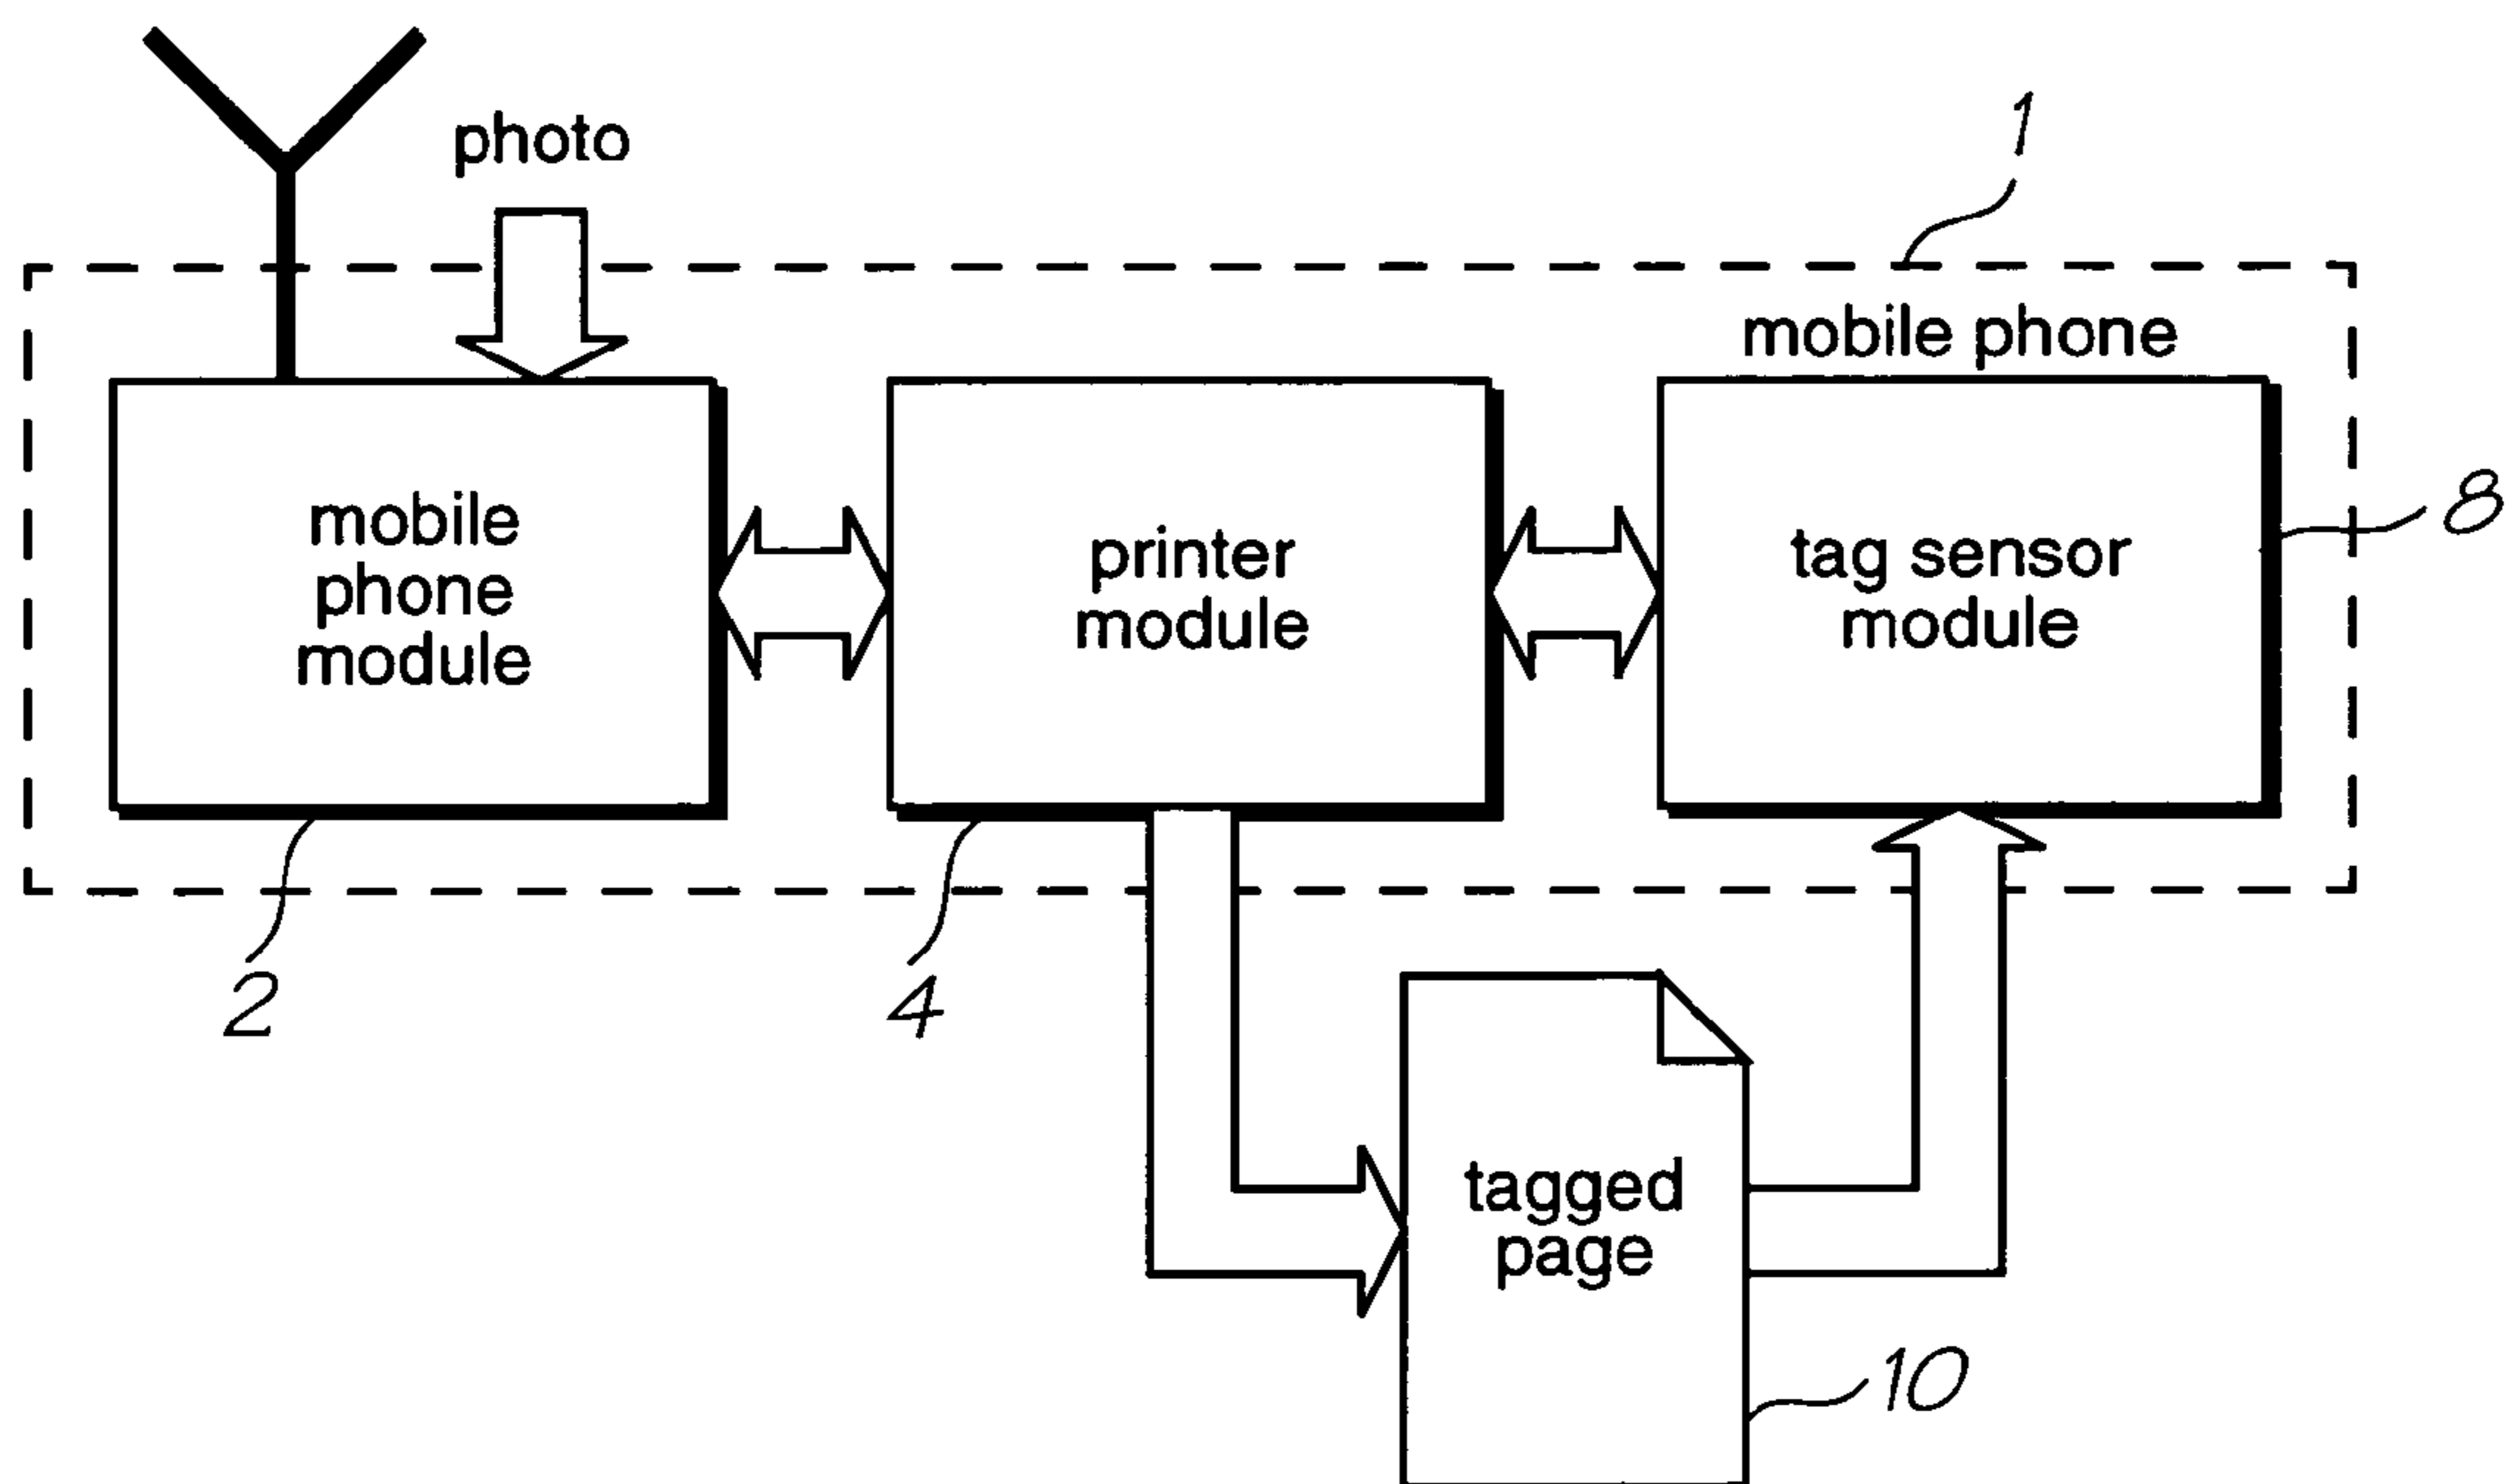 photo
1
mobile phone
mobile
phone
module
printer
module
tag sensor
module
8
2
4
tagged
page
10